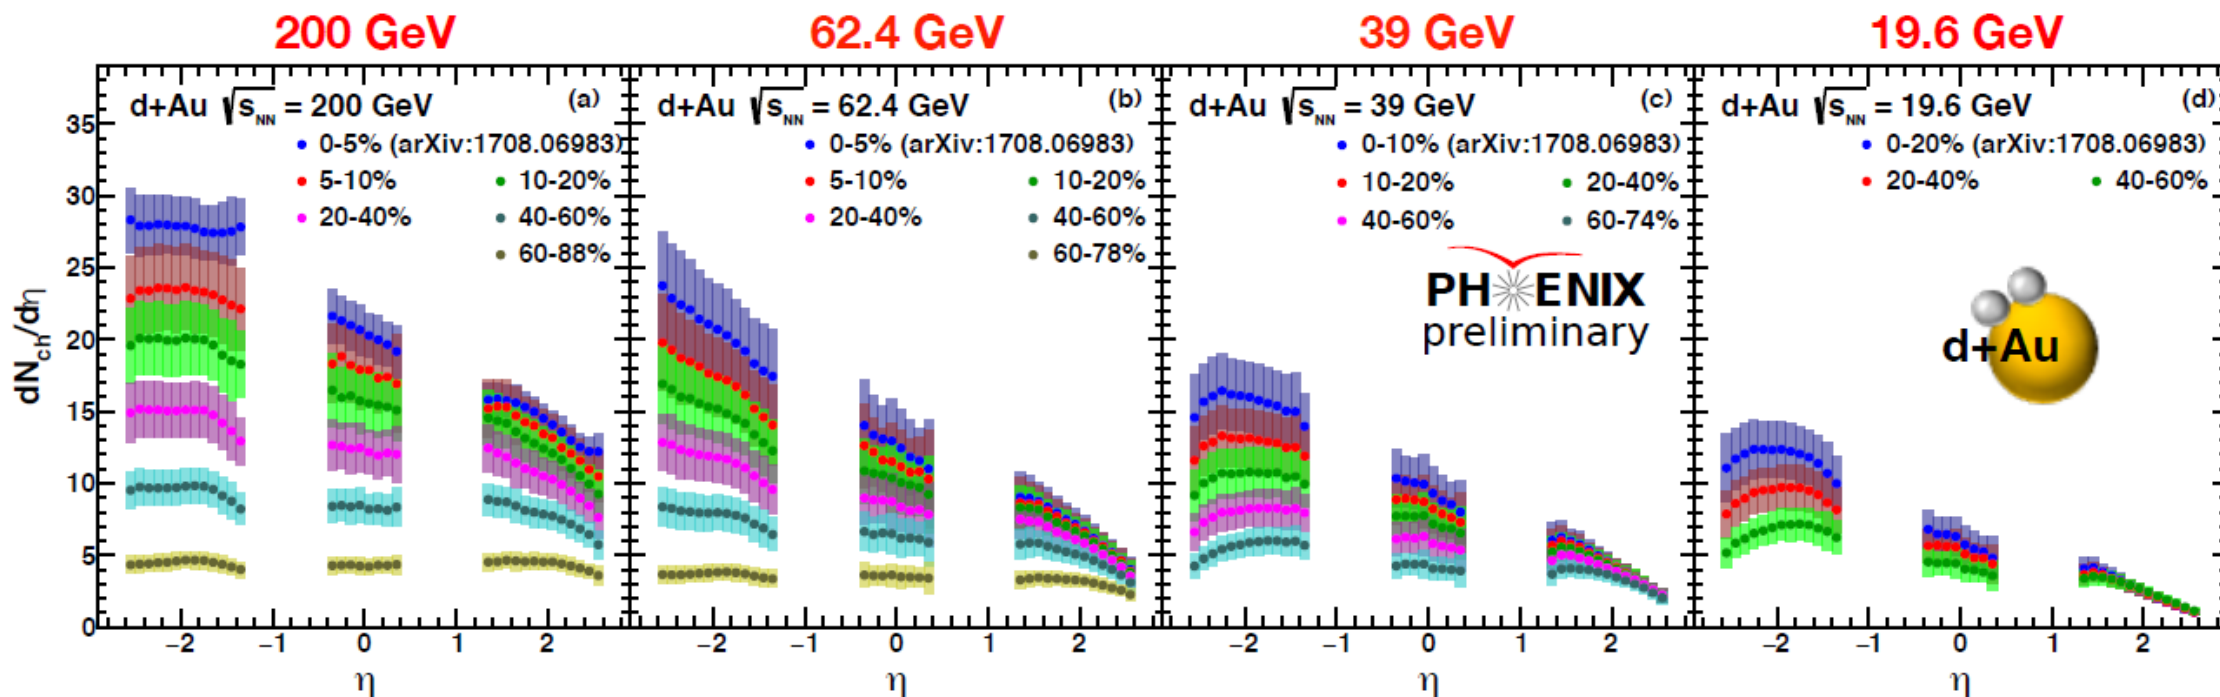 200 GeV
62.4 GeV
39 GeV
19.6 GeV
dN_ch/dη
d+Au √s_NN = 200 GeV
(a)
0-5% (arXiv:1708.06983)
5-10%
10-20%
20-40%
40-60%
60-88%
35
30
25
20
15
10
5
0
−2 −1 0 1 2
η
d+Au √s_NN = 62.4 GeV
(b)
0-5% (arXiv:1708.06983)
5-10%
10-20%
20-40%
40-60%
60-78%
−2 −1 0 1 2
η
d+Au √s_NN = 39 GeV
(c)
0-10% (arXiv:1708.06983)
10-20%
20-40%
40-60%
60-74%
PHENIX
preliminary
−2 −1 0 1 2
η
d+Au √s_NN = 19.6 GeV
(d)
0-20% (arXiv:1708.06983)
20-40%
40-60%
d+Au
−2 −1 0 1 2
η